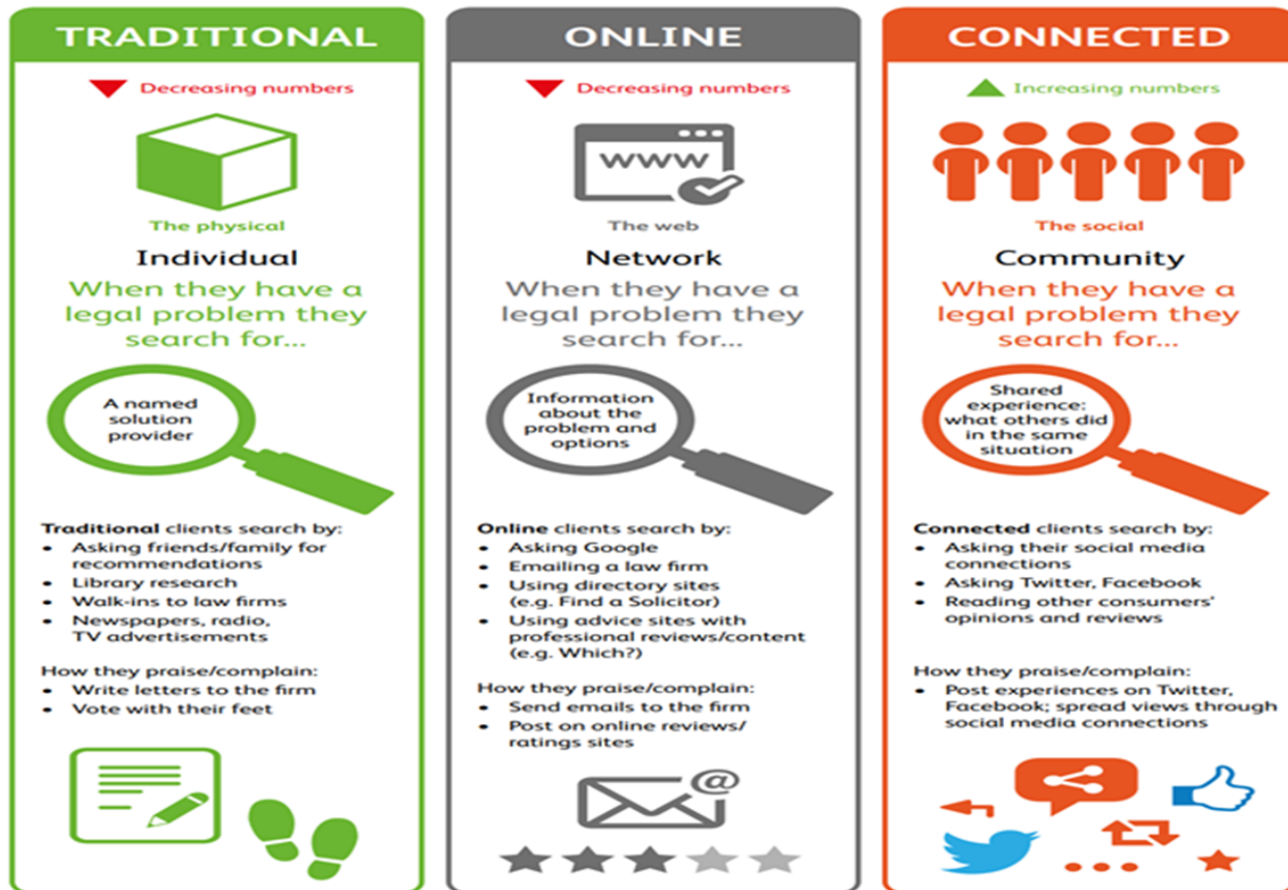 TRADITIONAL
Decreasing numbers
The physical
Individual
When they have a
legal problem they
search for...
A named
solution
provider
Traditional clients search by:
• Asking friends/family for
recommendations
• Library research
• Walk-ins to law firms
• Newspapers, radio,
TV advertisements
How they praise/complain:
• Write letters to the firm
• Vote with their feet
ONLINE
Decreasing numbers
www
The web
Network
When they have a
legal problem they
search for...
Information
about the
problem and
options
Online clients search by:
• Asking Google
• Emailing a law firm
• Using directory sites
(e.g. Find a Solicitor)
• Using advice sites with
professional reviews/content
(e.g. Which?)
How they praise/complain:
• Send emails to the firm
• Post on online reviews/
ratings sites
@
CONNECTED
Increasing numbers
The social
Community
When they have a
legal problem they
search for...
Shared
experience:
what others did
in the same
situation
Connected clients search by:
• Asking their social media
connections
• Asking Twitter, Facebook
• Reading other consumers'
opinions and reviews
How they praise/complain:
• Post experiences on Twitter,
Facebook; spread views through
social media connections